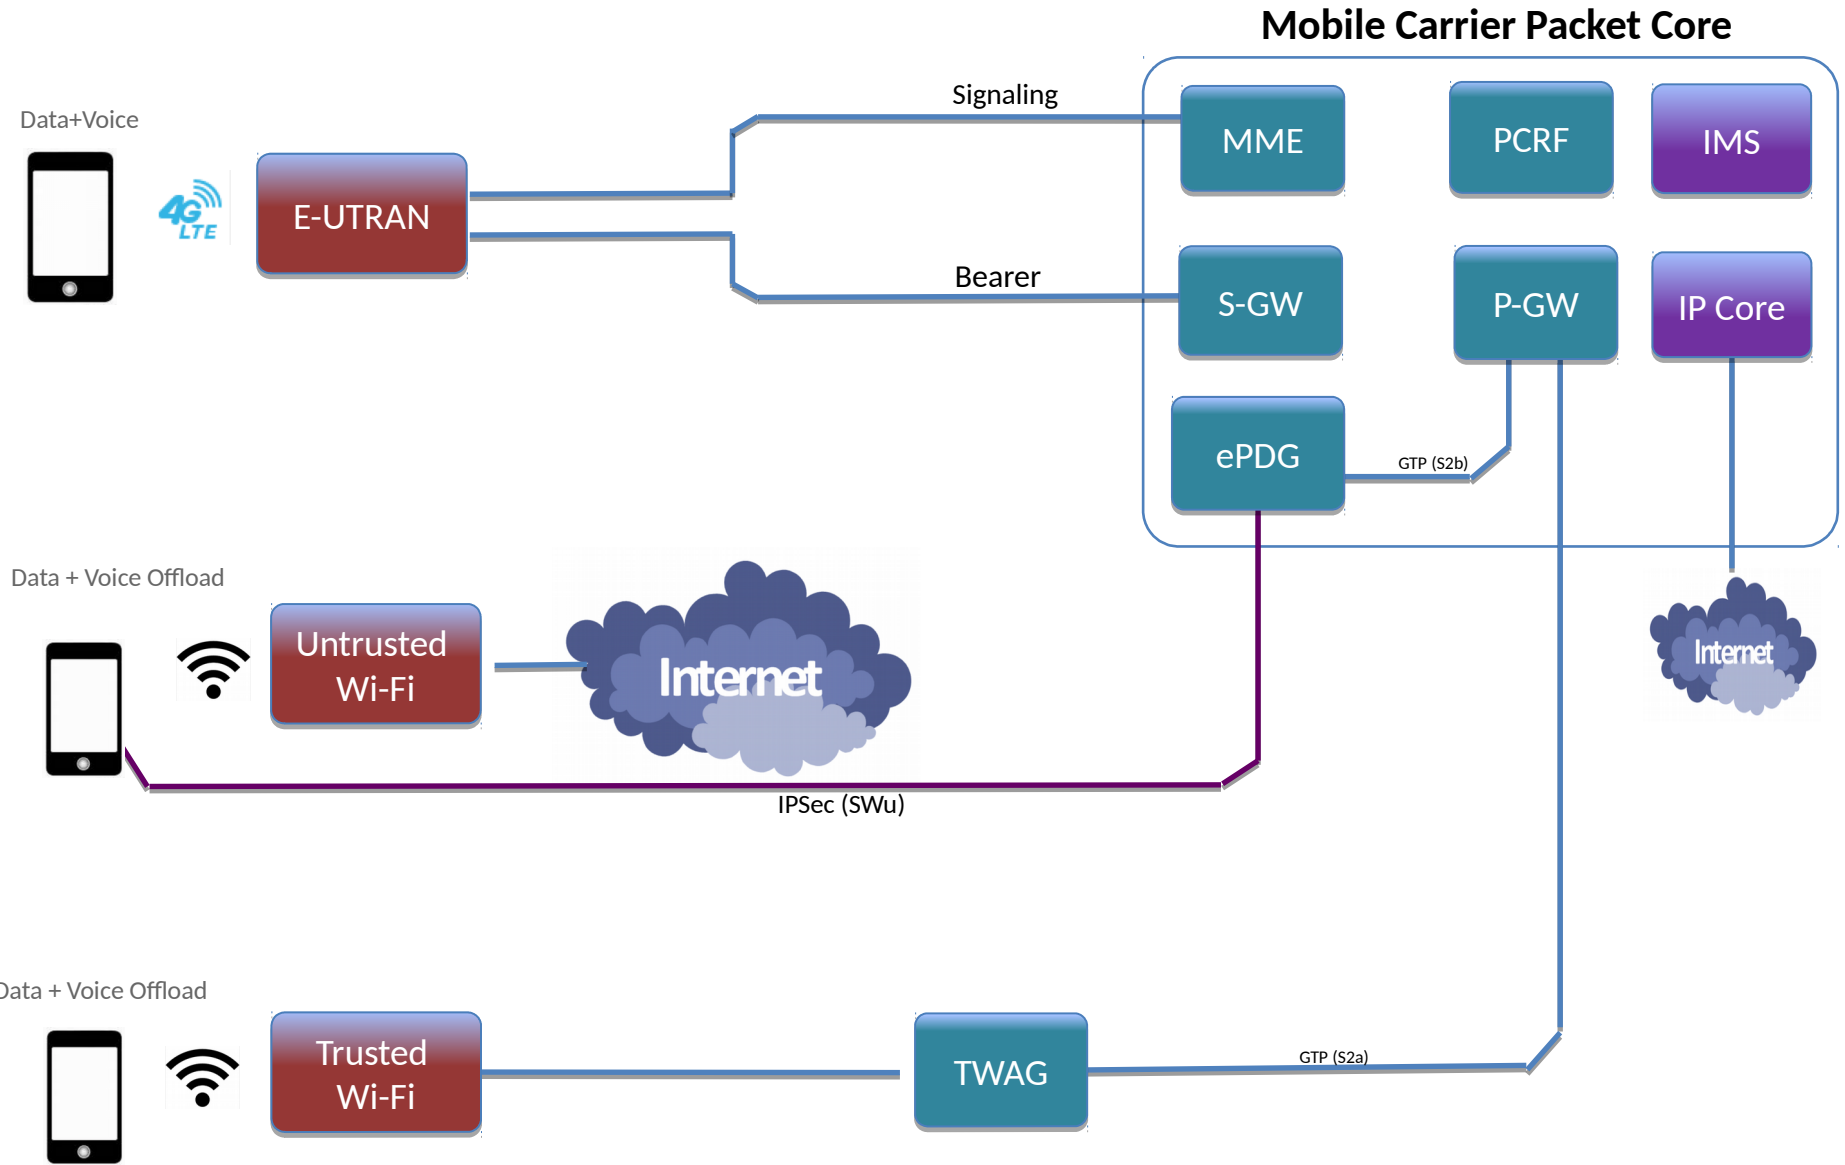 Mobile Carrier Packet Core
Signaling
Data+Voice
MME
PCRF
IMS
4G
LTE
E-UTRAN
Bearer
S-GW
P-GW
IP Core
ePDG
GTP (S2b)
Data + Voice Offload
Untrusted
Wi-Fi
Internet
Internet
IPSec (SWu)
Data + Voice Offload
Trusted
Wi-Fi
TWAG
GTP (S2a)